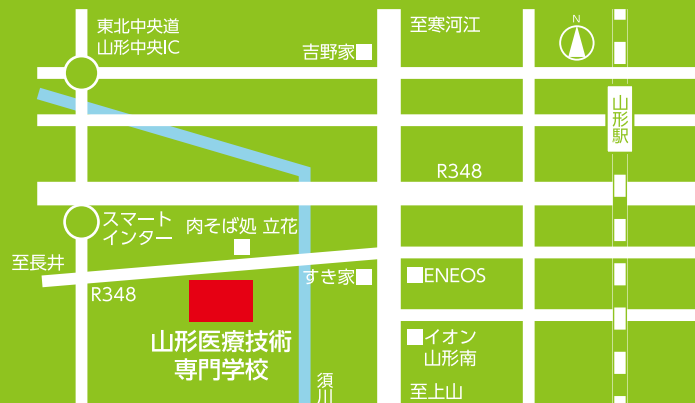 東北中央道
山形中央IC
吉野家
至寒河江
N
山形駅
R348
スマート
インター
肉そば処 立花
至長井
R348
すき家
ENEOS
山形医療技術
専門学校
イオン
山形南
須川
至上山